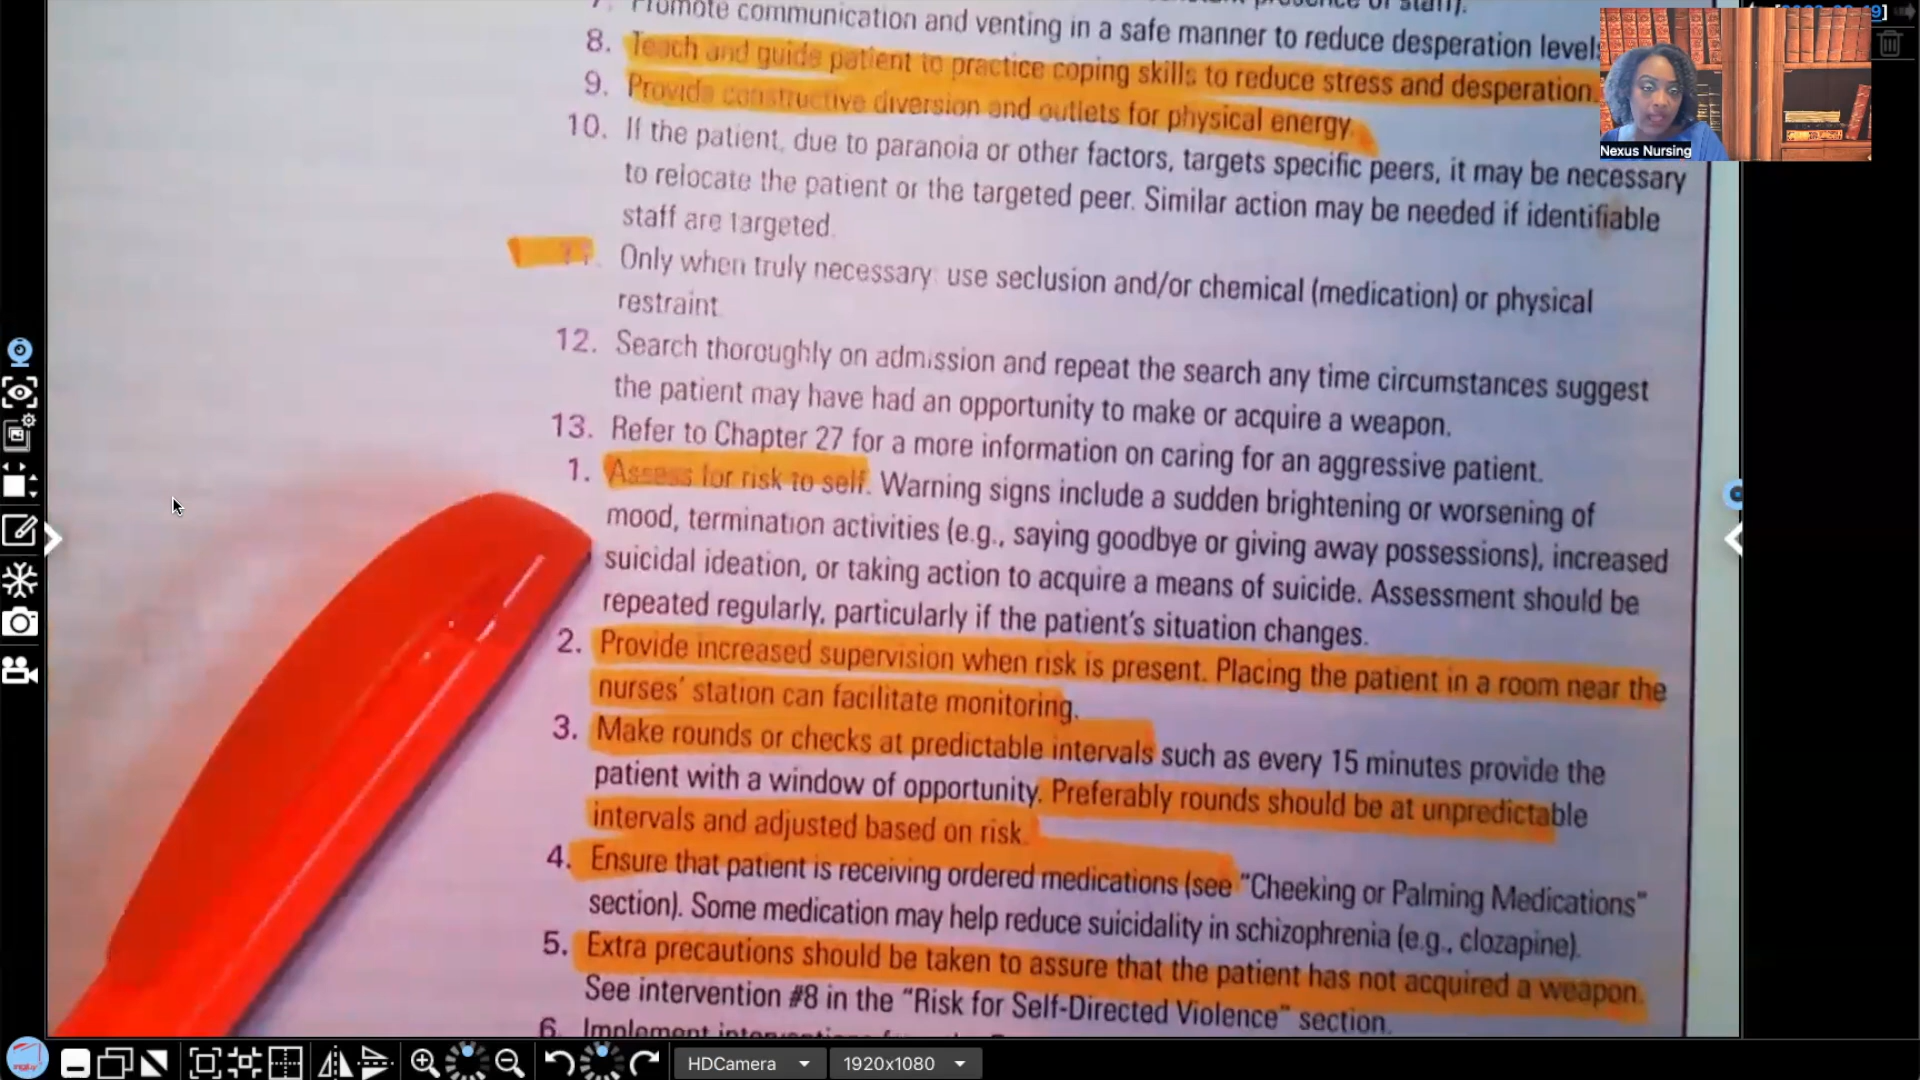 7. Promote communication and venting in a safe manner to reduce desperation levels
8. Teach and guide patient to practice coping skills to reduce stress and desperation.
9. Provide constructive diversion and outlets for physical energy.
10. If the patient, due to paranoia or other factors, targets specific peers, it may be necessary
to relocate the patient or the targeted peer. Similar action may be needed if identifiable
staff are targeted.
11. Only when truly necessary use seclusion and/or chemical (medication) or physical
restraint.
12. Search thoroughly on admission and repeat the search any time circumstances suggest
the patient may have had an opportunity to make or acquire a weapon.
13. Refer to Chapter 27 for a more information on caring for an aggressive patient.
1. Assess for risk to self. Warning signs include a sudden brightening or worsening of
mood, termination activities (e.g., saying goodbye or giving away possessions), increased
suicidal ideation, or taking action to acquire a means of suicide. Assessment should be
repeated regularly, particularly if the patient's situation changes.
2. Provide increased supervision when risk is present. Placing the patient in a room near the
nurses' station can facilitate monitoring.
3. Make rounds or checks at predictable intervals such as every 15 minutes provide the
patient with a window of opportunity. Preferably rounds should be at unpredictable
intervals and adjusted based on risk.
4. Ensure that patient is receiving ordered medications (see "Cheeking or Palming Medications"
section). Some medication may help reduce suicidality in schizophrenia (e.g., clozapine).
5. Extra precautions should be taken to assure that the patient has not acquired a weapon.
See intervention #8 in the "Risk for Self-Directed Violence" section.
6. Implement
Nexus Nursing
HDCamera
1920x1080